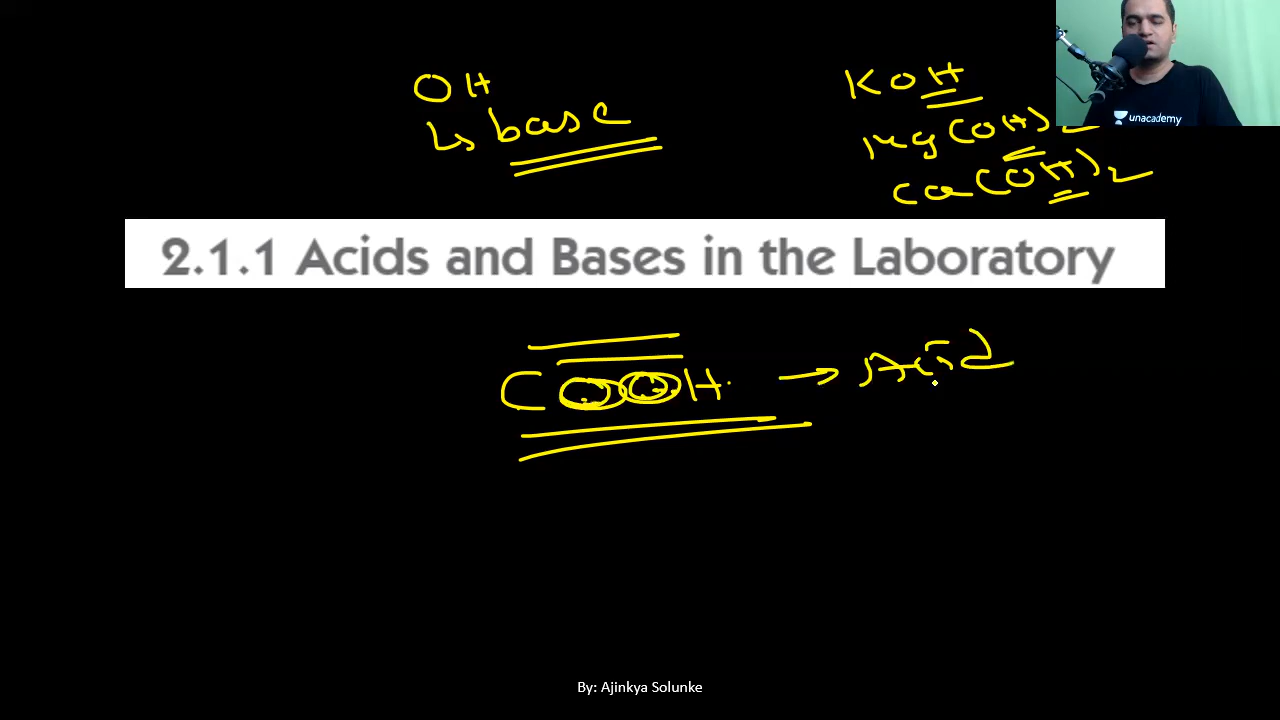 OH
↳ base
KOH
Mg(OH)2
Ca(OH)2
unacademy
2.1.1 Acids and Bases in the Laboratory
COOH → Acid
By: Ajinkya Solunke